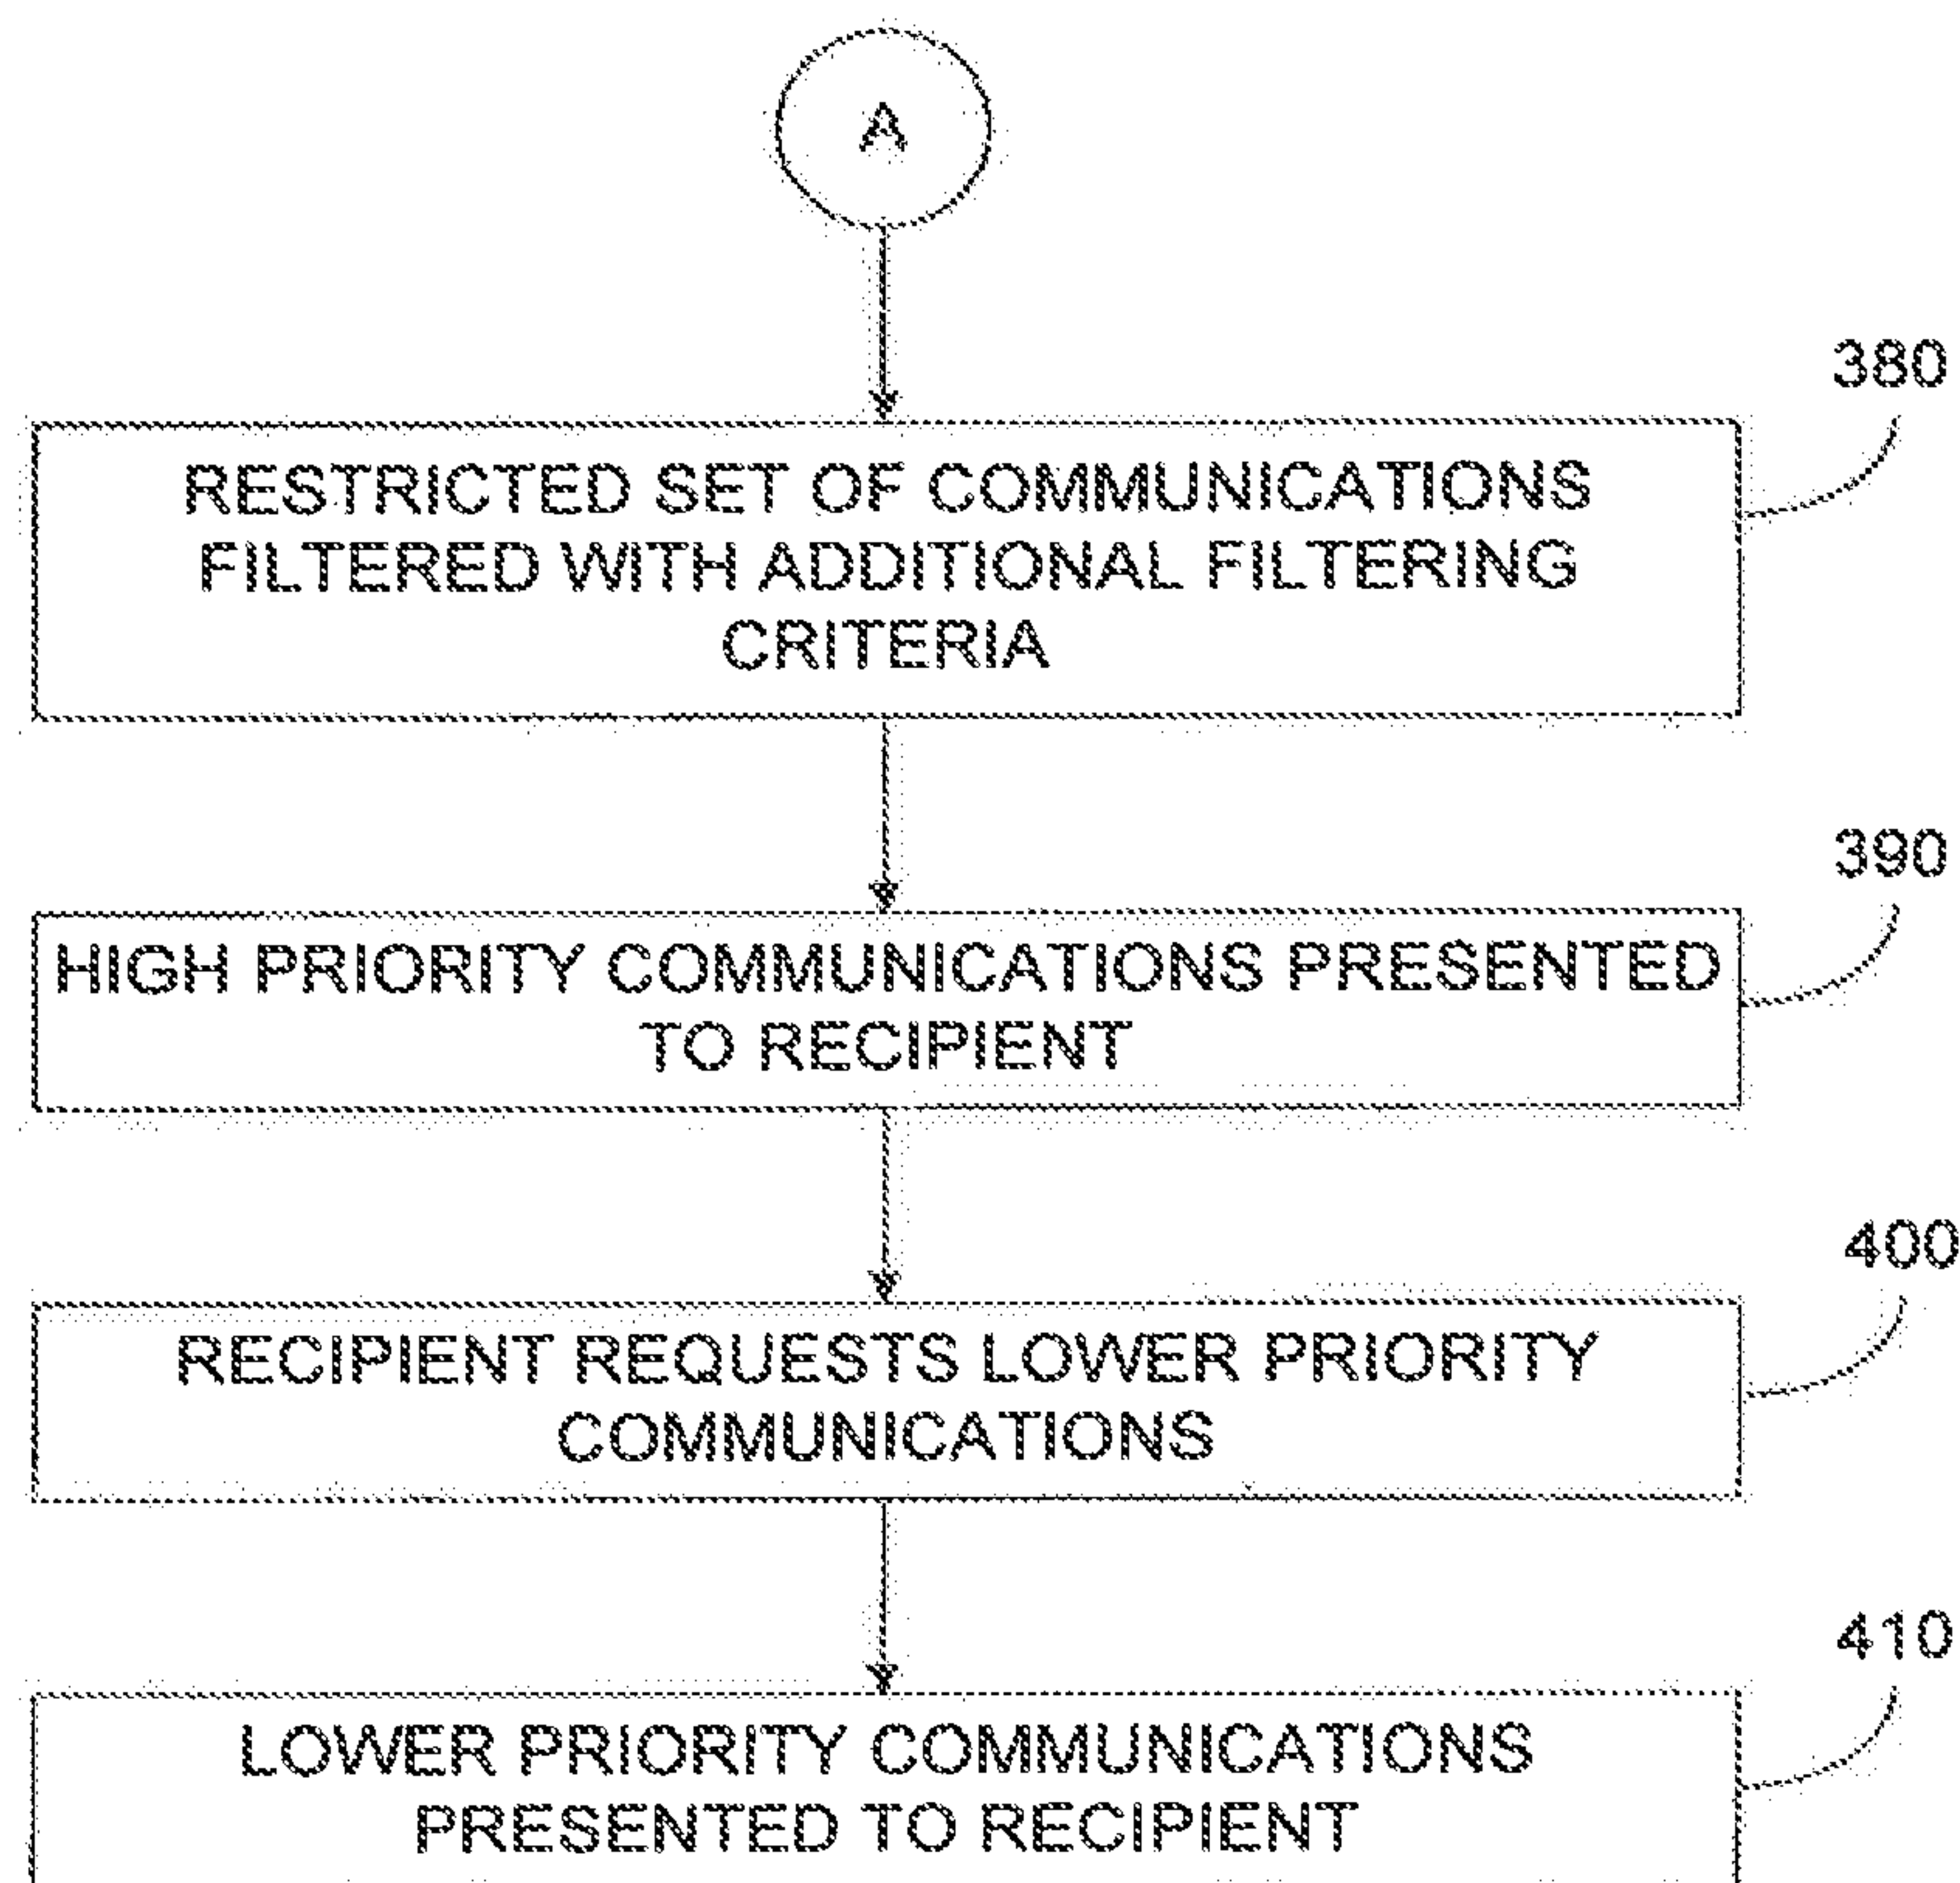 A
380
RESTRICTED SET OF COMMUNICATIONS
FILTERED WITH ADDITIONAL FILTERING
CRITERIA
390
HIGH PRIORITY COMMUNICATIONS PRESENTED
TO RECIPIENT
400
RECIPIENT REQUESTS LOWER PRIORITY
COMMUNICATIONS
410
LOWER PRIORITY COMMUNICATIONS
PRESENTED TO RECIPIENT